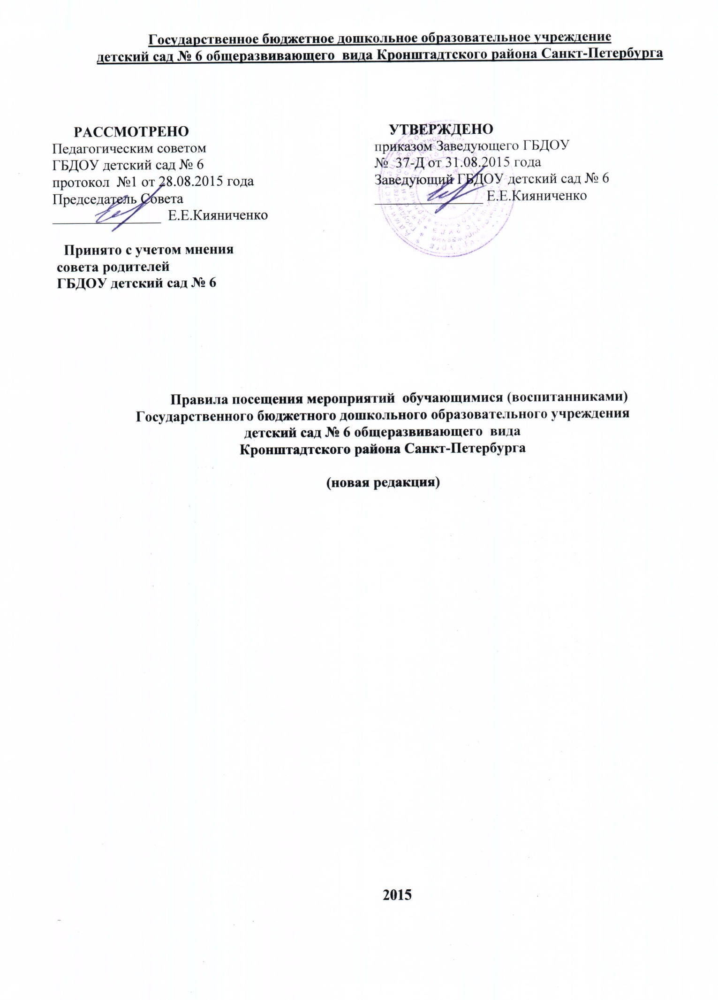 Государственное бюджетное дошкольное образовательное учреждение
детский сад № 6 общеразвивающего вида Кронштадтского района Санкт-Петербурга
РАССМОТРЕНО
Педагогическим советом
ГБДОУ детский сад № 6
протокол №1 от 28.08.2015 года
Председатель Совета
Е.Е.Кияниченко
Принято с учетом мнения
совета родителей
ГБДОУ детский сад № 6
УТВЕРЖДЕНО
приказом Заведующего ГБДОУ
№ 37-Д от 31.08.2015 года
Заведующий ГБДОУ детский сад № 6
Е.Е.Кияниченко
Правила посещения мероприятий обучающимися (воспитанниками)
Государственного бюджетного дошкольного образовательного учреждения
детский сад № 6 общеразвивающего вида
Кронштадтского района Санкт-Петербурга
(новая редакция)
2015